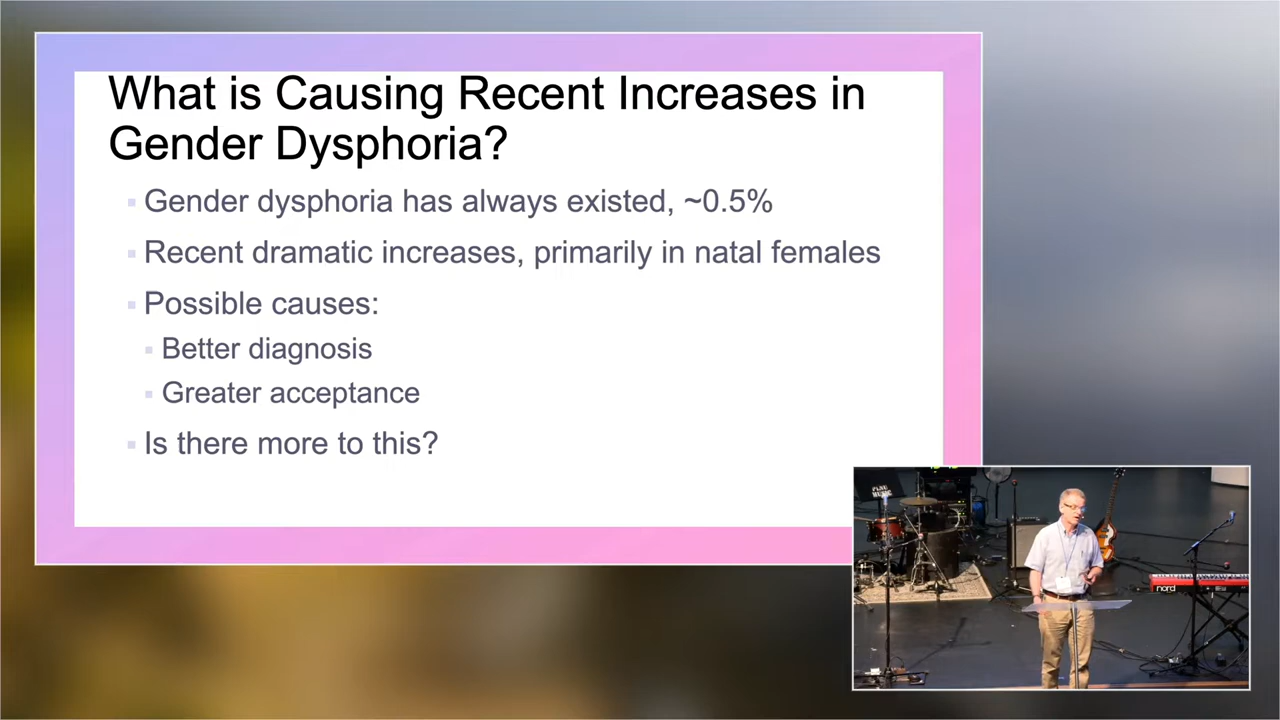 What is Causing Recent Increases in
Gender Dysphoria?
Gender dysphoria has always existed, ~0.5%
Recent dramatic increases, primarily in natal females
Possible causes:
Better diagnosis
Greater acceptance
Is there more to this?
nord